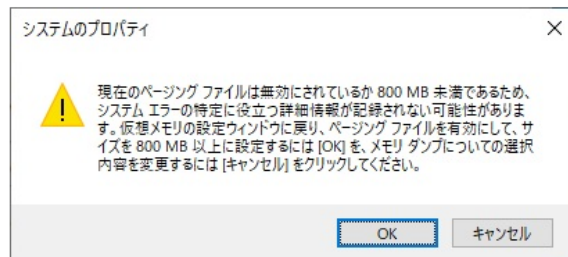 システムのプロパティ
現在のページング ファイルは無効にされているか 800 MB 未満であるため、
システム エラーの特定に役立つ詳細情報が記録されない可能性がありま
す。仮想メモリの設定ウィンドウに戻り、ページング ファイルを有効にして、サ
イズを 800 MB 以上に設定するには [OK] を、メモリ ダンプについての選択
内容を変更するには [キャンセル] をクリックしてください。
OK
キャンセル